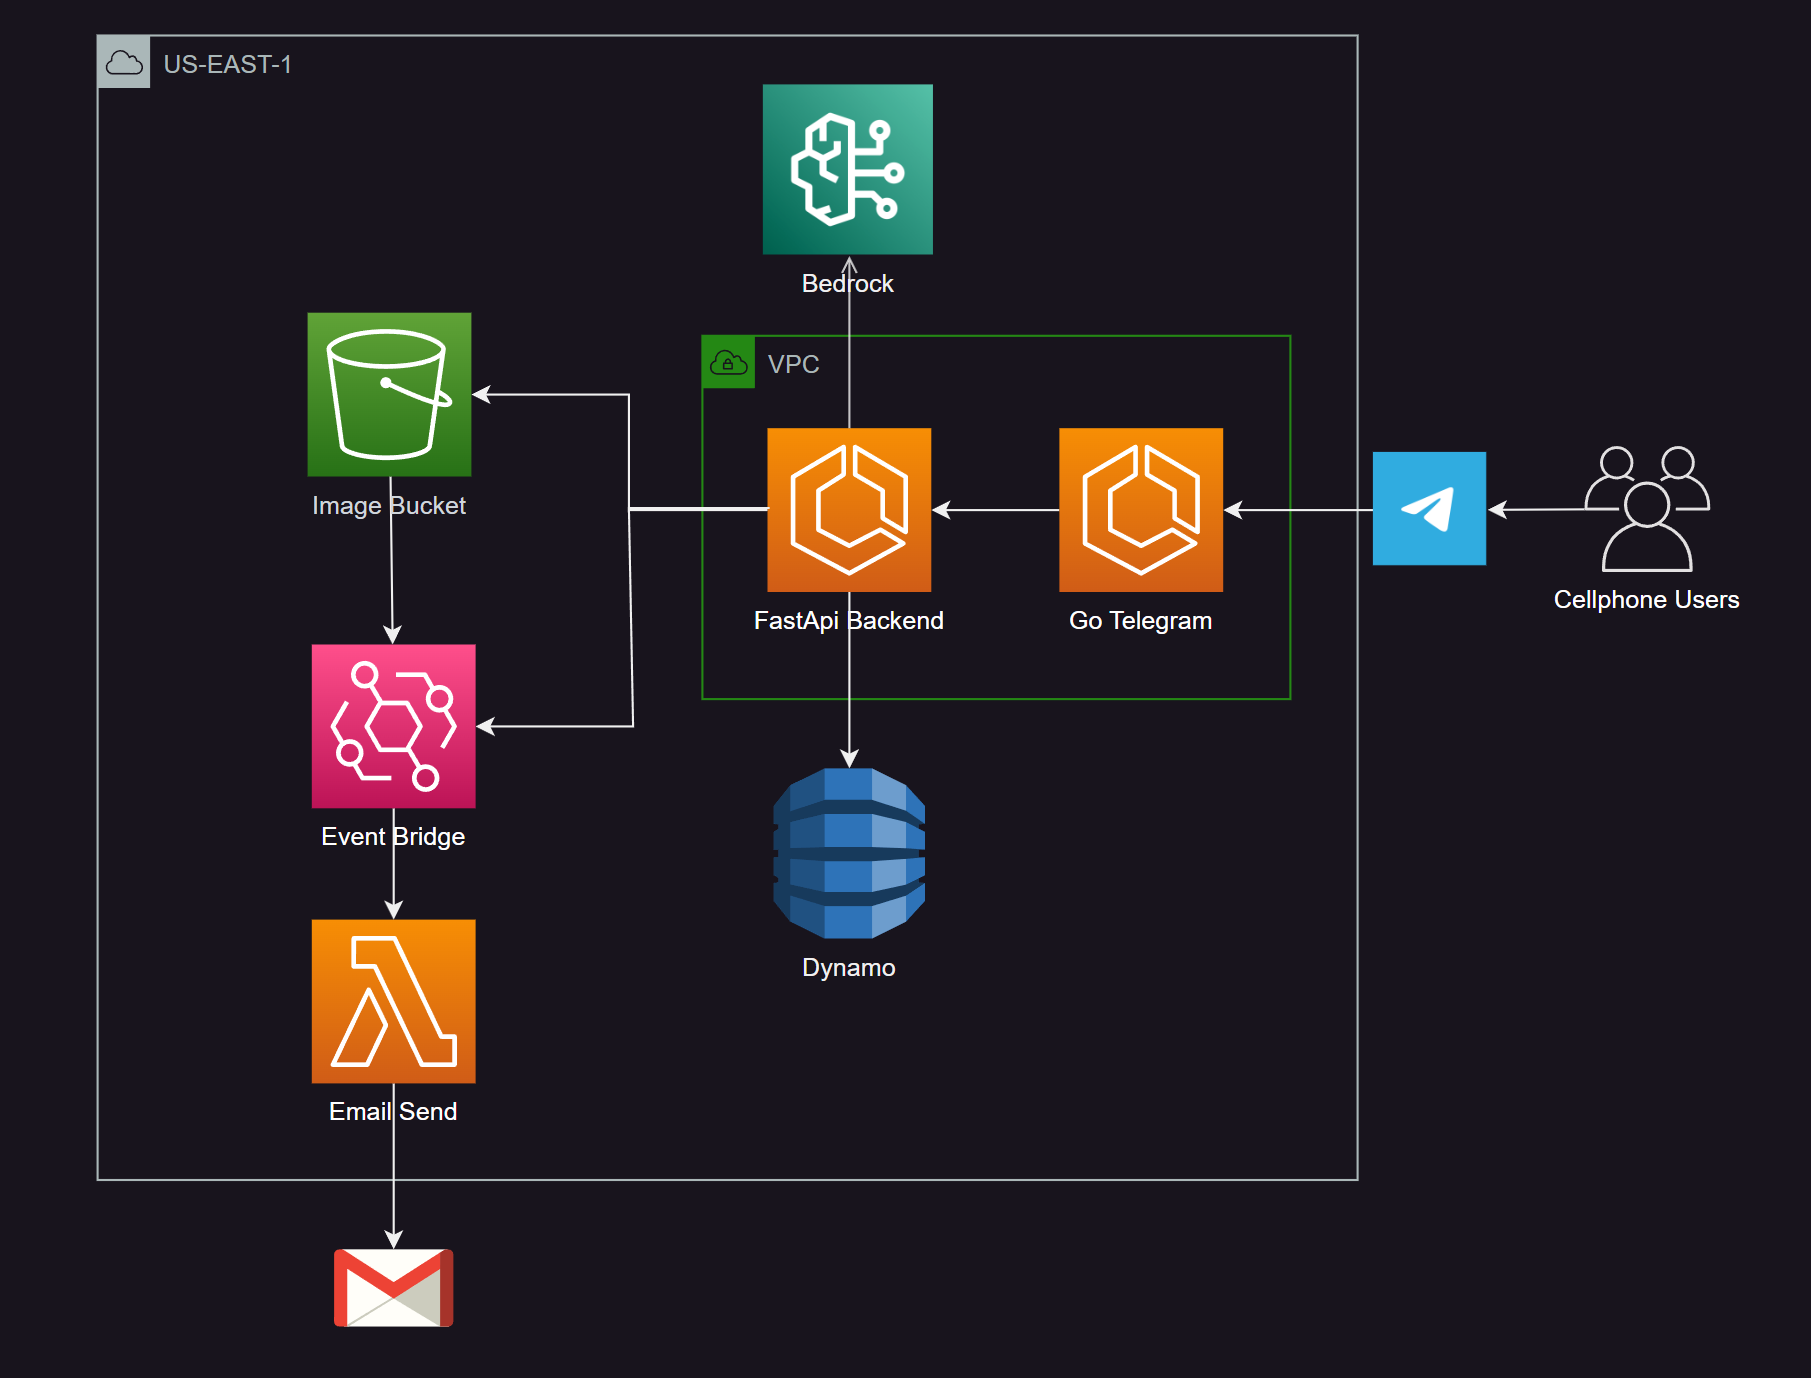 US-EAST-1
Bedrock
VPC
Image Bucket
FastApi Backend
Go Telegram
Cellphone Users
Event Bridge
Dynamo
Email Send